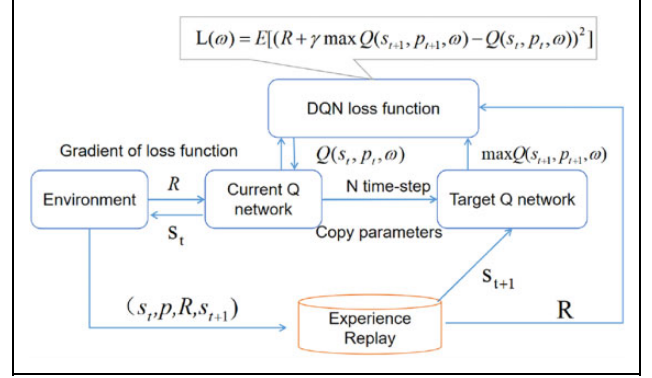 L(ω) = E[(R + γ max Q(s_{t+1}, p_{t+1}, ω) − Q(s_t, p_t, ω))²]
DQN loss function
Gradient of loss function
Q(s_t, p_t, ω)
maxQ(s_{t+1}, p_{t+1}, ω)
Environment
R
Current Q
network
N time-step
Target Q network
S_t
Copy parameters
S_{t+1}
(s_t, p, R, s_{t+1})
Experience
Replay
R